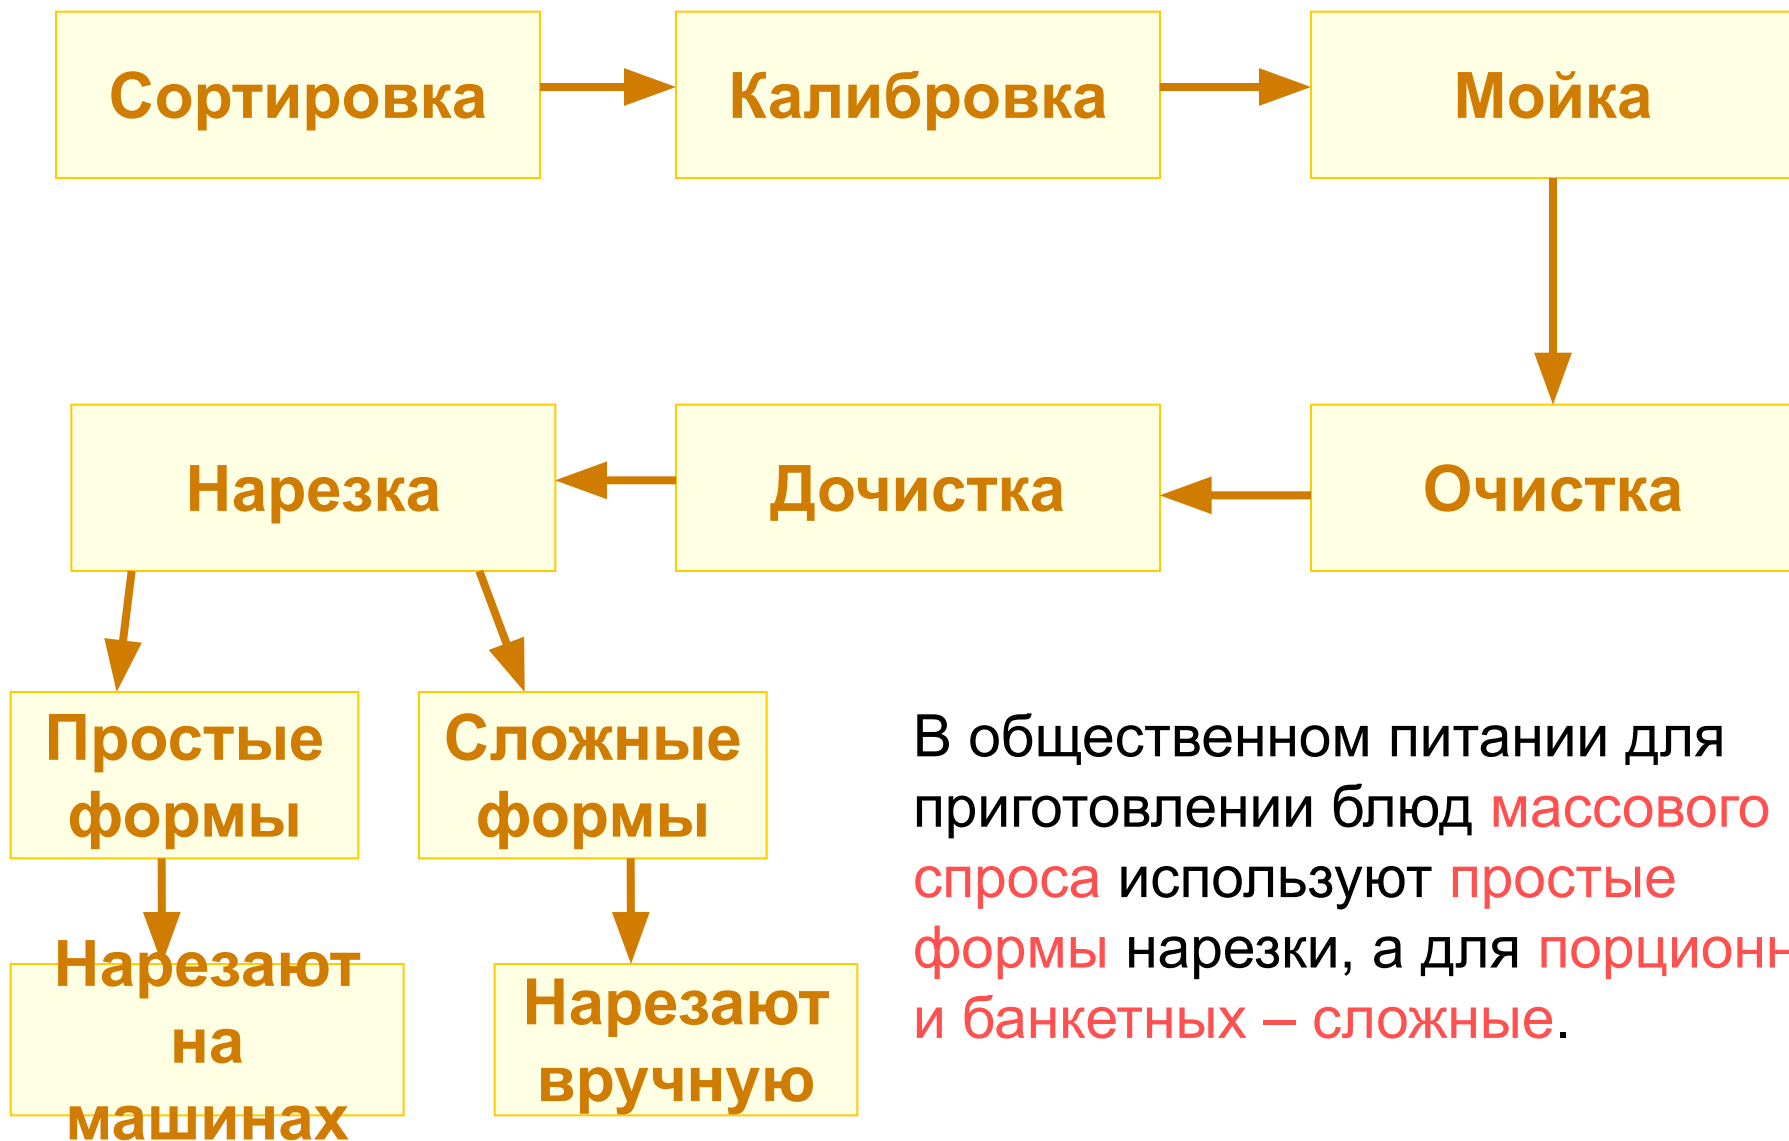 Сортировка
Калибровка
Мойка
Нарезка
Дочистка
Очистка
Простые
формы
Сложные
формы
Нарезают
на
машинах
Нарезают
вручную
В общественном питании для
приготовлении блюд массового
спроса используют простые
формы нарезки, а для
и банкетных – сложные.